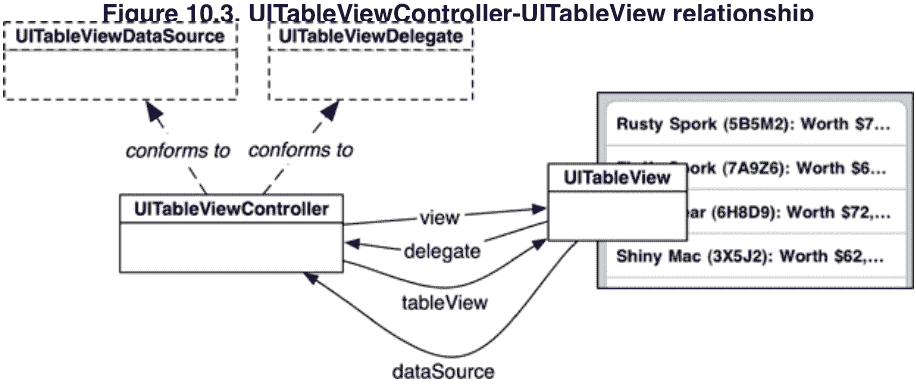 Figure 10.3. UITableViewController-UITableView relationship
UITableViewDataSource
UITableViewDelegate
conforms to
conforms to
Rusty Spork (5B5M2): Worth $7...
Spork (7A9Z6): Worth $6...
UITableView
ear (6H8D9): Worth $72,...
UITableViewController
view
delegate
Shiny Mac (3X5J2): Worth $62,...
tableView
dataSource